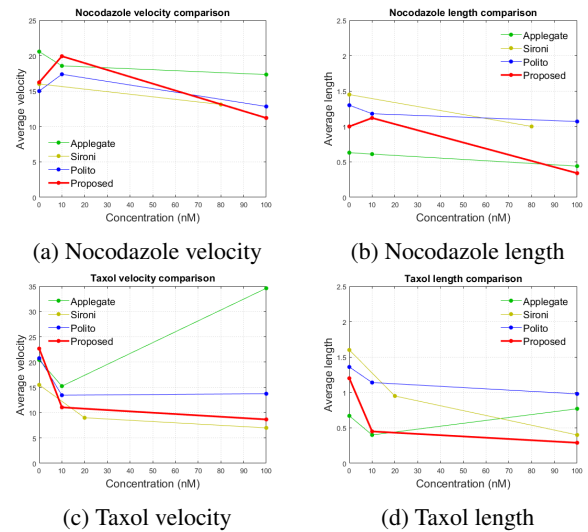 Nocodazole velocity comparison
Average velocity
25
20
15
10
5
0
Applegate
Sironi
Polito
Proposed
0 10 20 30 40 50 60 70 80 90 100
Concentration (nM)
(a) Nocodazole velocity
Nocodazole length comparison
Average length
2.5
2
1.5
1
0.5
0
Applegate
Sironi
Polito
Proposed
0 10 20 30 40 50 60 70 80 90 100
Concentration (nM)
(b) Nocodazole length
Taxol velocity comparison
Average velocity
35
30
25
20
15
10
5
0
Applegate
Sironi
Polito
Proposed
0 10 20 30 40 50 60 70 80 90 100
Concentration (nM)
(c) Taxol velocity
Taxol length comparison
Average length
2.5
2
1.5
1
0.5
0
Applegate
Sironi
Polito
Proposed
0 10 20 30 40 50 60 70 80 90 100
Concentration (nM)
(d) Taxol length